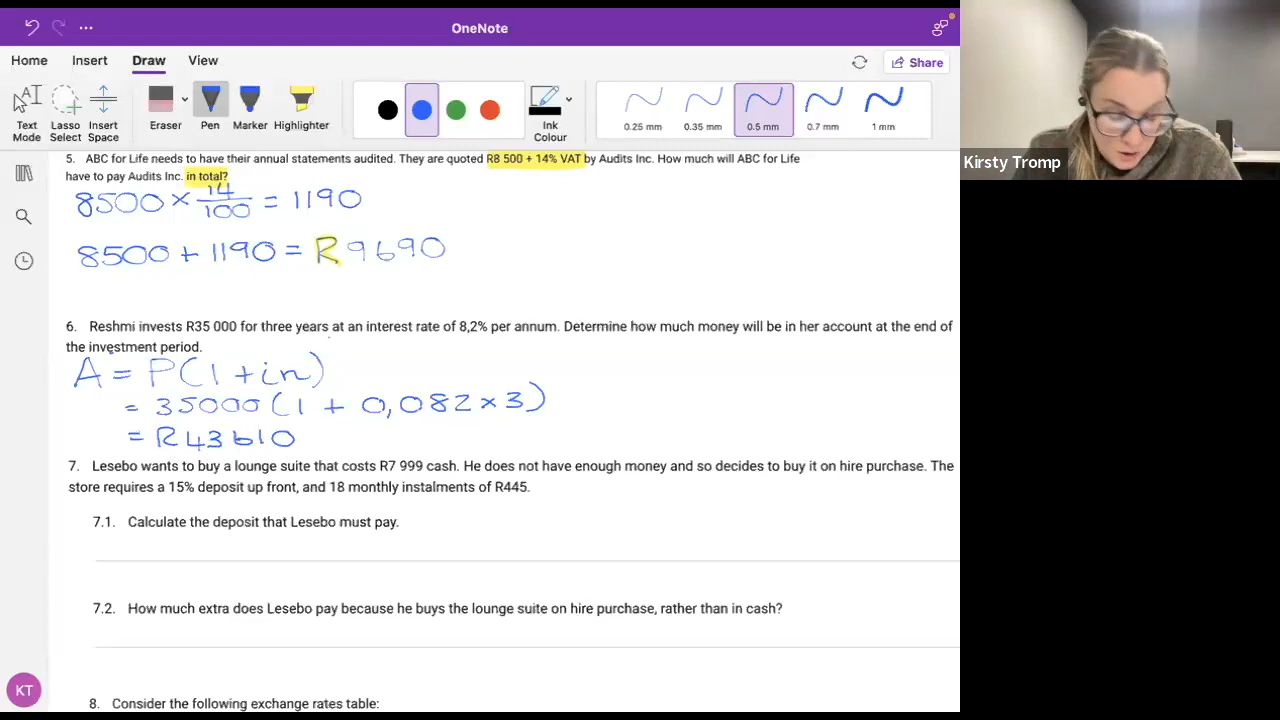 OneNote
Home Insert Draw View
Share
Text Mode
Lasso Select
Insert Space
Eraser
Pen
Marker
Highlighter
Ink Colour
0.25 mm
0.35 mm
0.5 mm
0.7 mm
1 mm
Kirsty Tromp
5. ABC for Life needs to have their annual statements audited. They are quoted R8 500 + 14% VAT by Audits Inc. How much will ABC for Life
have to pay Audits Inc. in total?
8500 × 14/100 = 1190
8500 + 1190 = R9690
6. Reshmi invests R35 000 for three years at an interest rate of 8,2% per annum. Determine how much money will be in her account at the end of
the investment period.
A = P(1 + in)
= 35000(1 + 0,082 × 3)
= R43610
7. Lesebo wants to buy a lounge suite that costs R7 999 cash. He does not have enough money and so decides to buy it on hire purchase. The
store requires a 15% deposit up front, and 18 monthly instalments of R445.
7.1. Calculate the deposit that Lesebo must pay.
7.2. How much extra does Lesebo pay because he buys the lounge suite on hire purchase, rather than in cash?
8. Consider the following exchange rates table:
KT